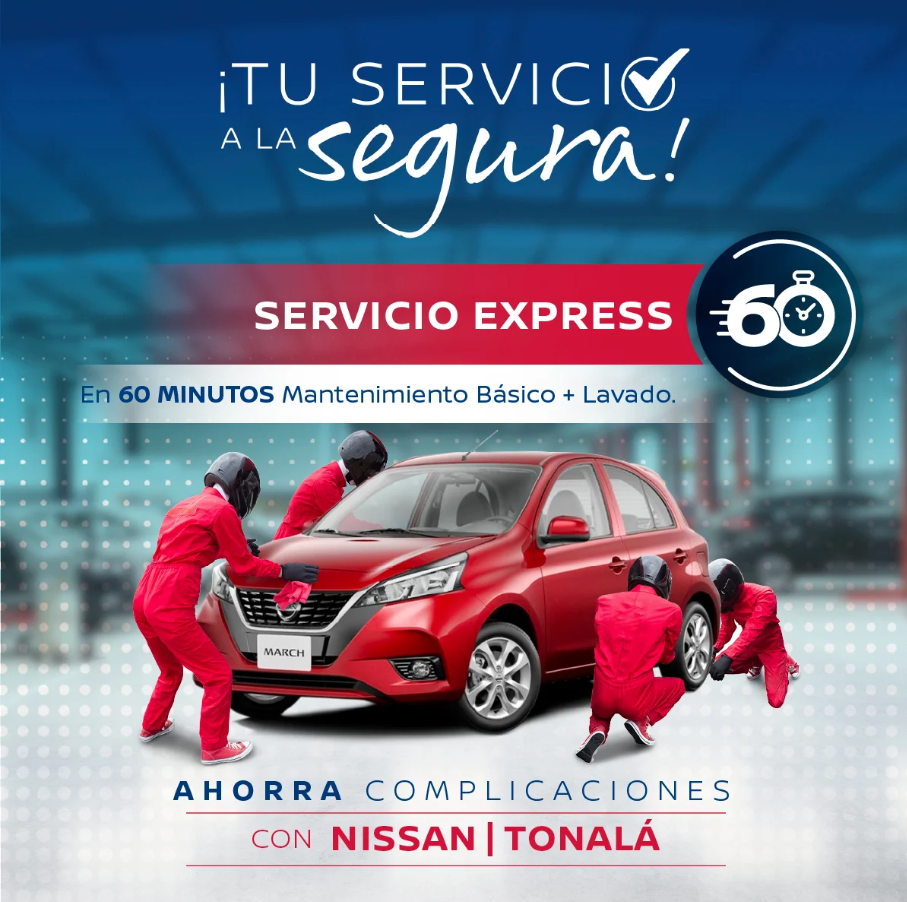 ¡TU SERVICIO
A LA segura!
SERVICIO EXPRESS
60
En 60 MINUTOS Mantenimiento Básico + Lavado.
MARCH
AHORRA COMPLICACIONES
CON NISSAN | TONALÁ